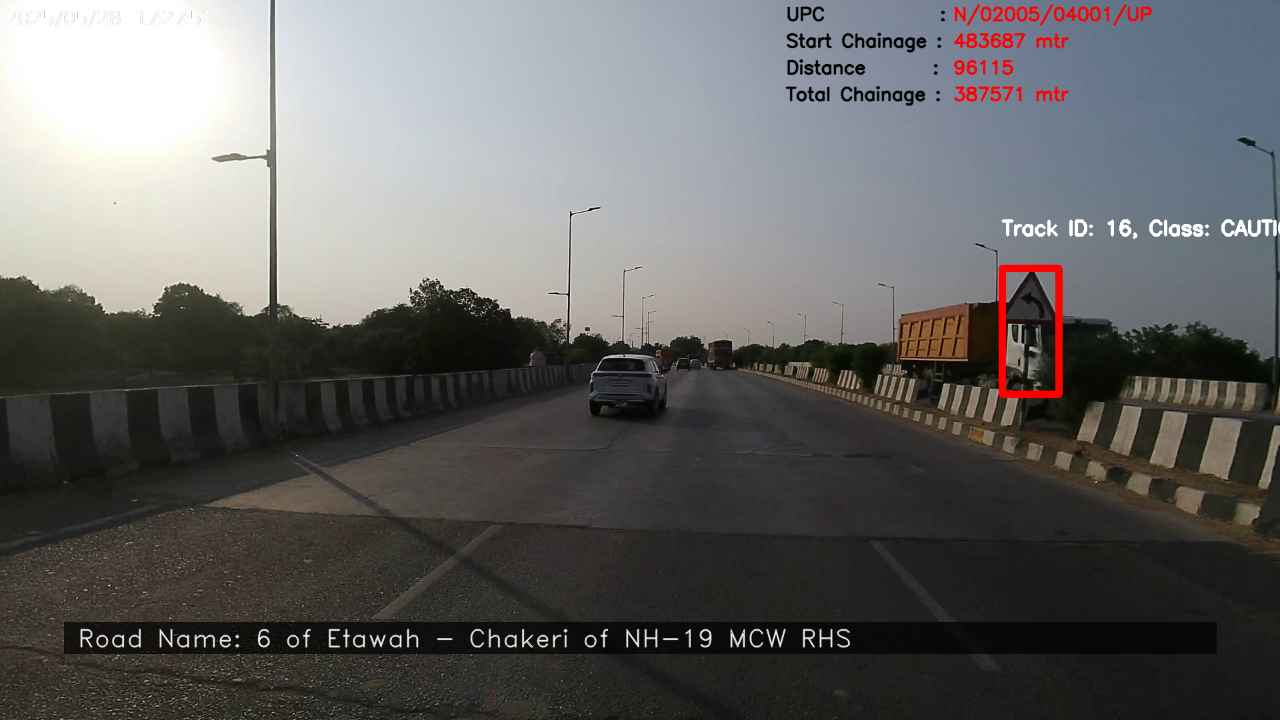 UPC : N/02005/04001/UP
Start Chainage : 483687 mtr
Distance : 96115
Total Chainage : 387571 mtr
Track ID: 16, Class: CAUTI
Road Name: 6 of Etawah - Chakeri of NH-19 MCW RHS